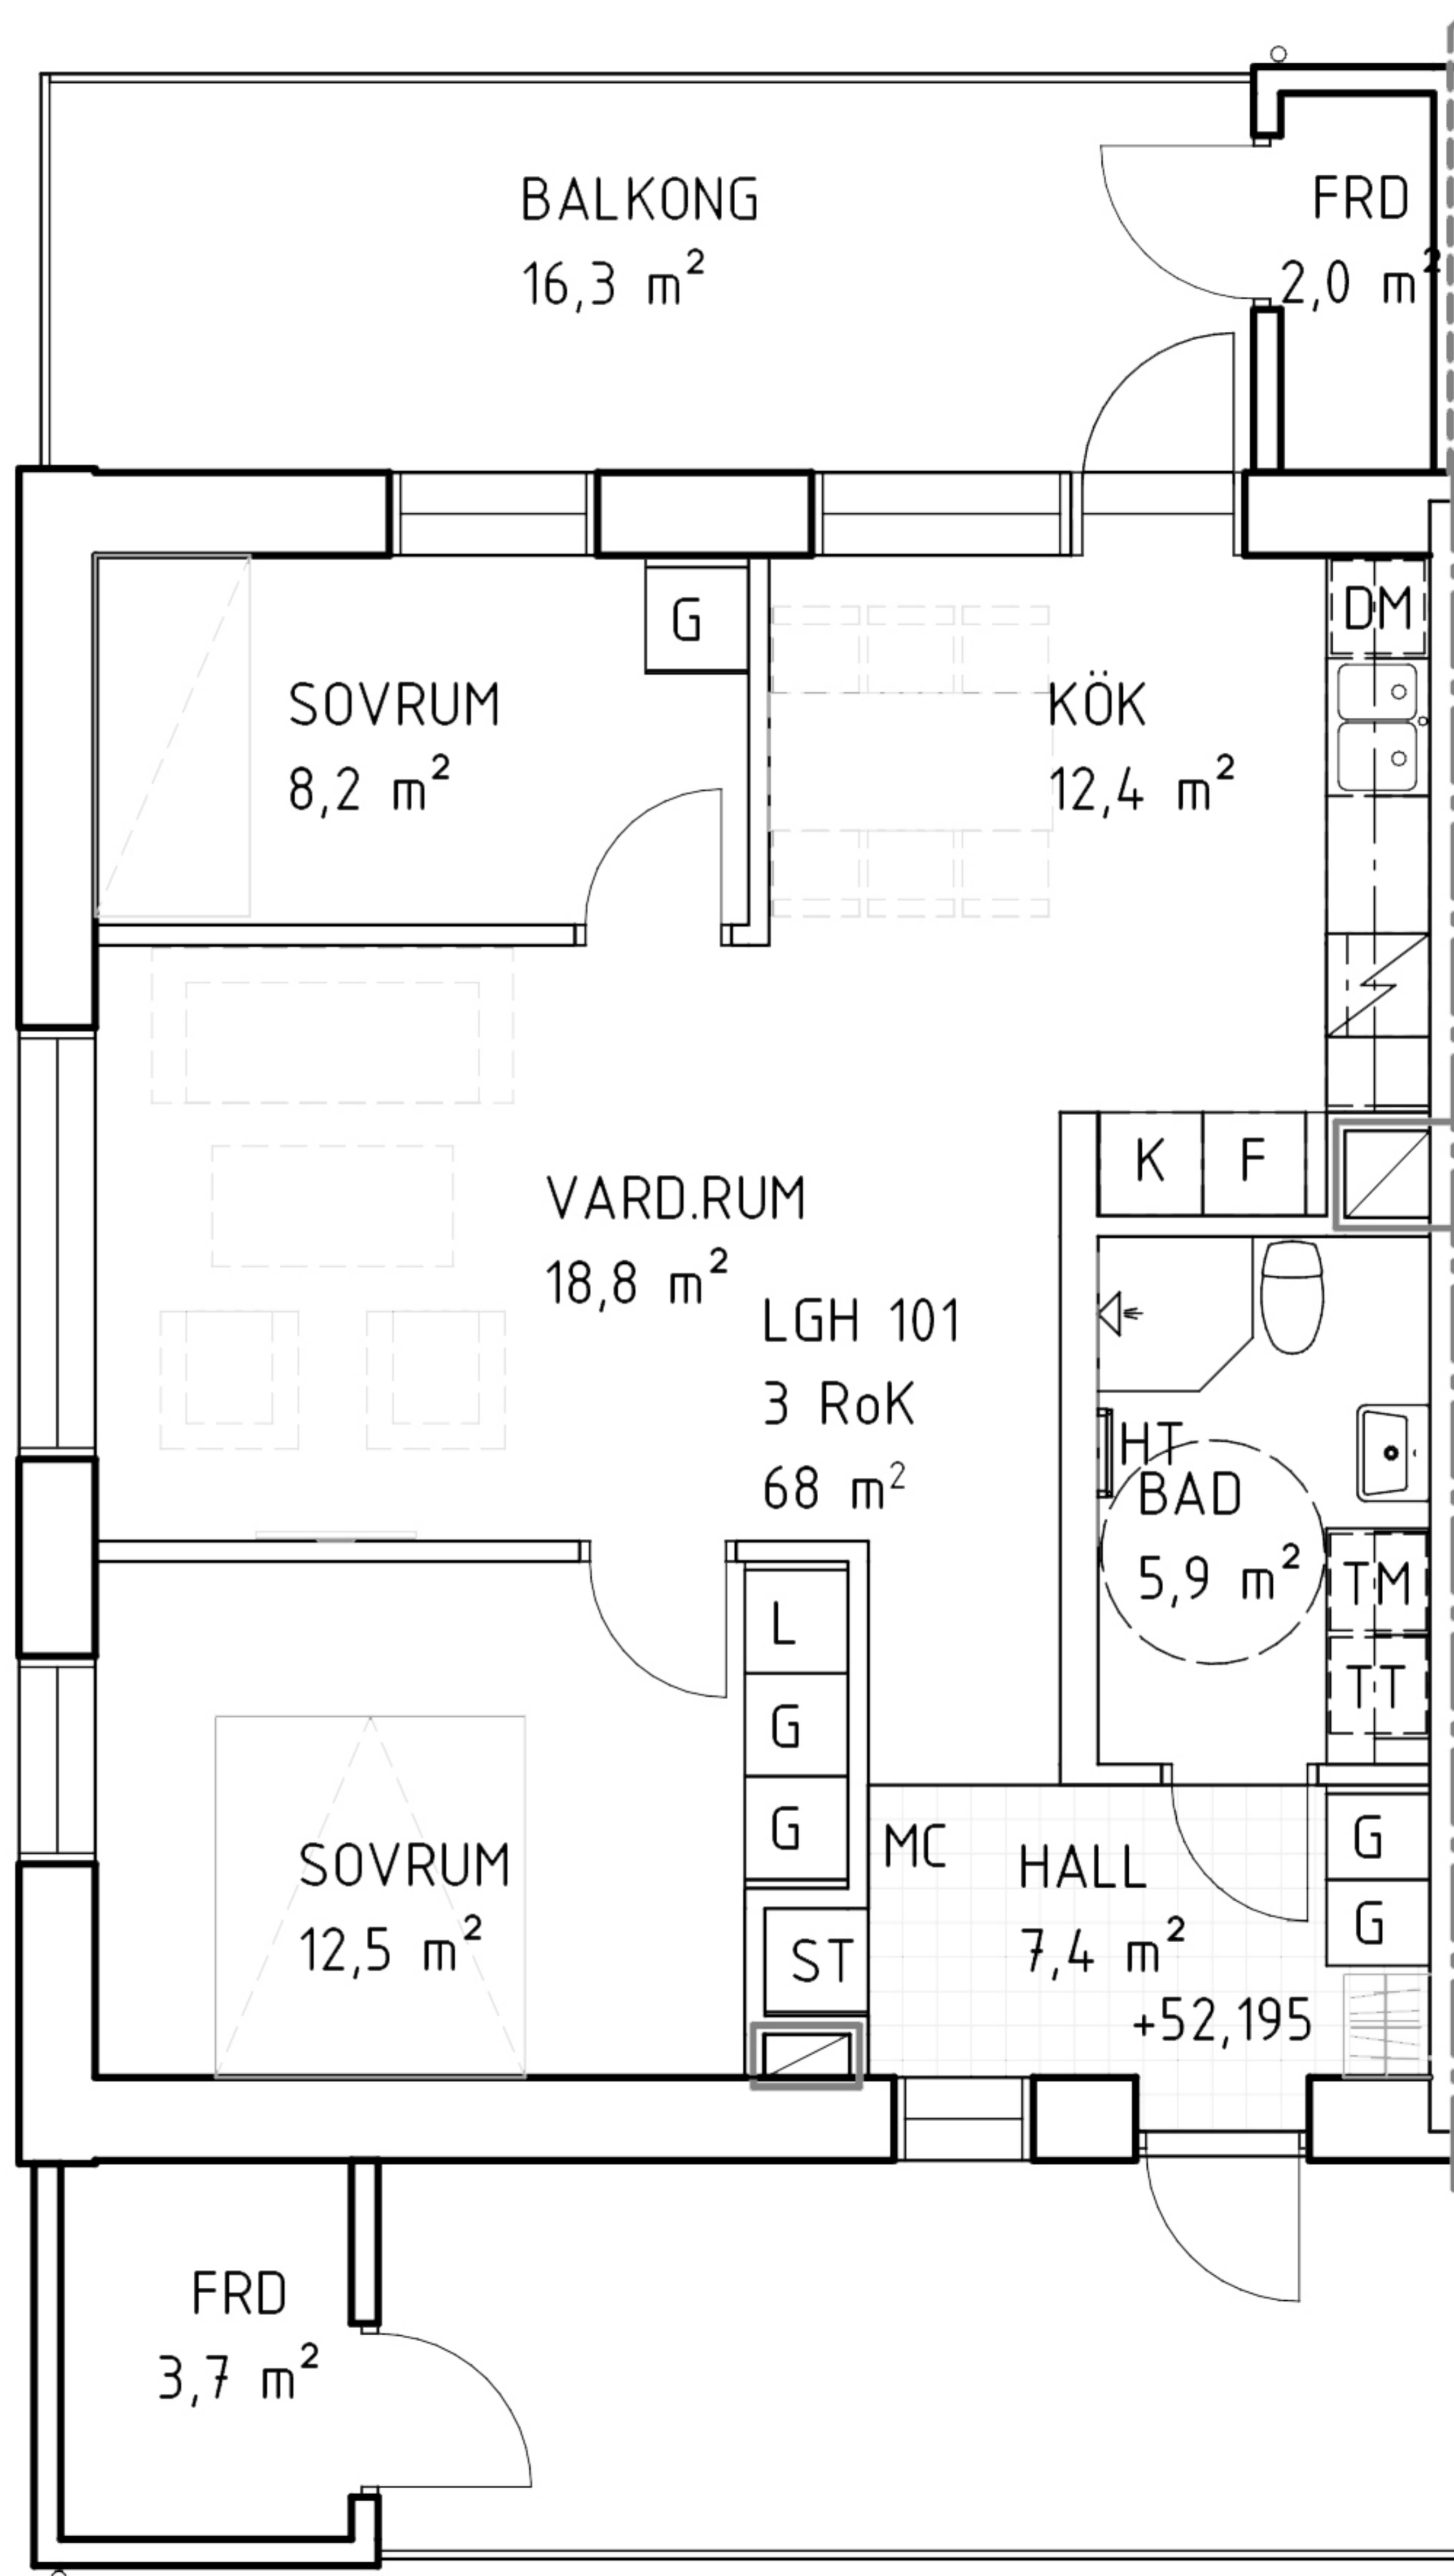 BALKONG
16,3 m²
FRD
2,0 m²
G
DM
SOVRUM
8,2 m²
KÖK
12,4 m²
K
F
VARD.RUM
18,8 m²
LGH 101
3 RoK
68 m²
HT
BAD
5,9 m²
TM
TT
L
G
G
SOVRUM
12,5 m²
ST
MC
HALL
7,4 m²
+52,195
G
G
FRD
3,7 m²